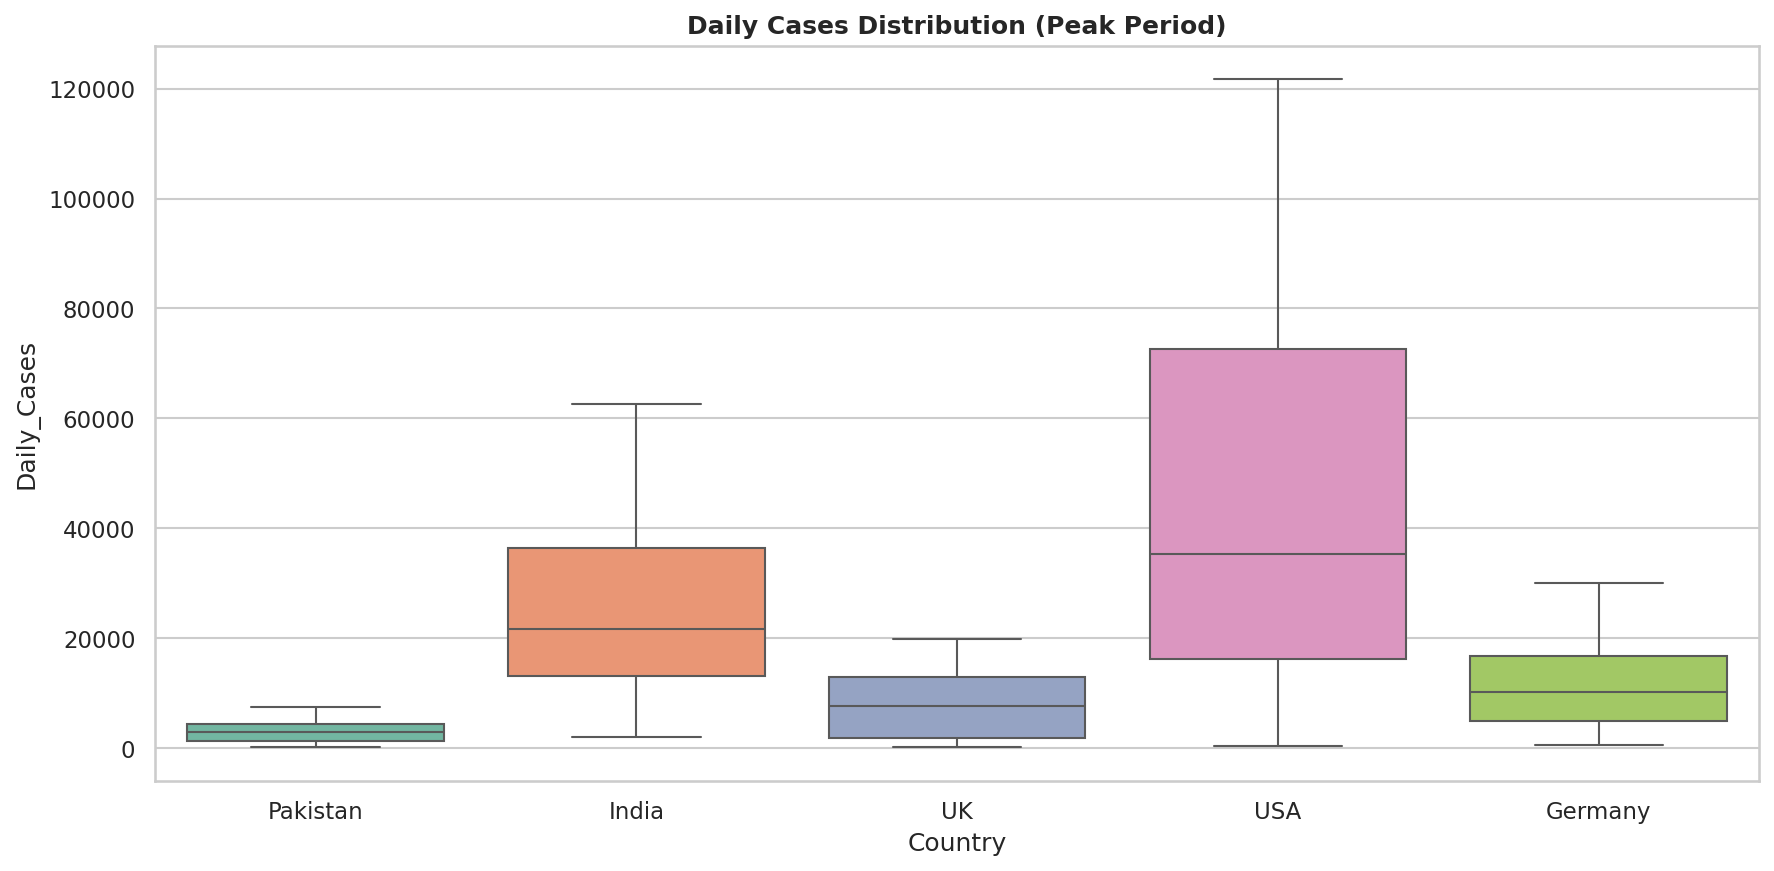 Daily Cases Distribution (Peak Period)
120000
100000
80000
60000
40000
20000
0
Daily_Cases
Pakistan India UK USA Germany
Country